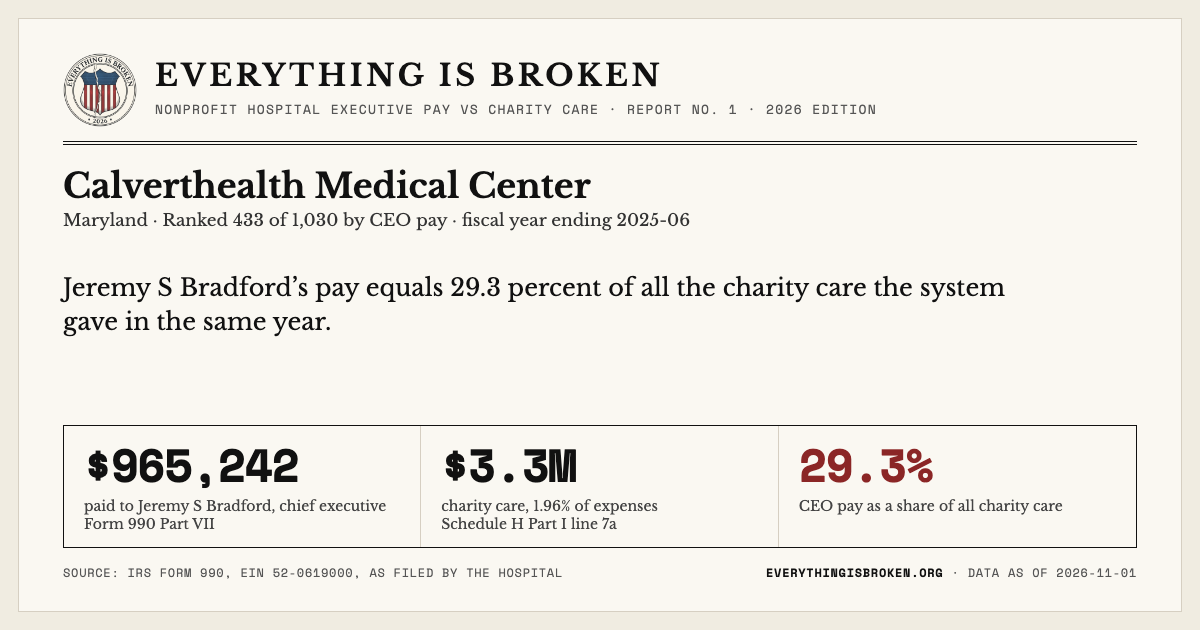 EVERYTHING IS BROKEN
2026
EVERYTHING IS BROKEN
NONPROFIT HOSPITAL EXECUTIVE PAY VS CHARITY CARE · REPORT NO. 1 · 2026 EDITION
Calverthealth Medical Center
Maryland · Ranked 433 of 1,030 by CEO pay · fiscal year ending 2025-06
Jeremy S Bradford’s pay equals 29.3 percent of all the charity care the system
gave in the same year.
$965,242
paid to Jeremy S Bradford, chief executive
Form 990 Part VII
$3.3M
charity care, 1.96% of expenses
Schedule H Part I line 7a
29.3%
CEO pay as a share of all charity care
SOURCE: IRS FORM 990, EIN 52-0619000, AS FILED BY THE HOSPITAL
EVERYTHINGISBROKEN.ORG · DATA AS OF 2026-11-01